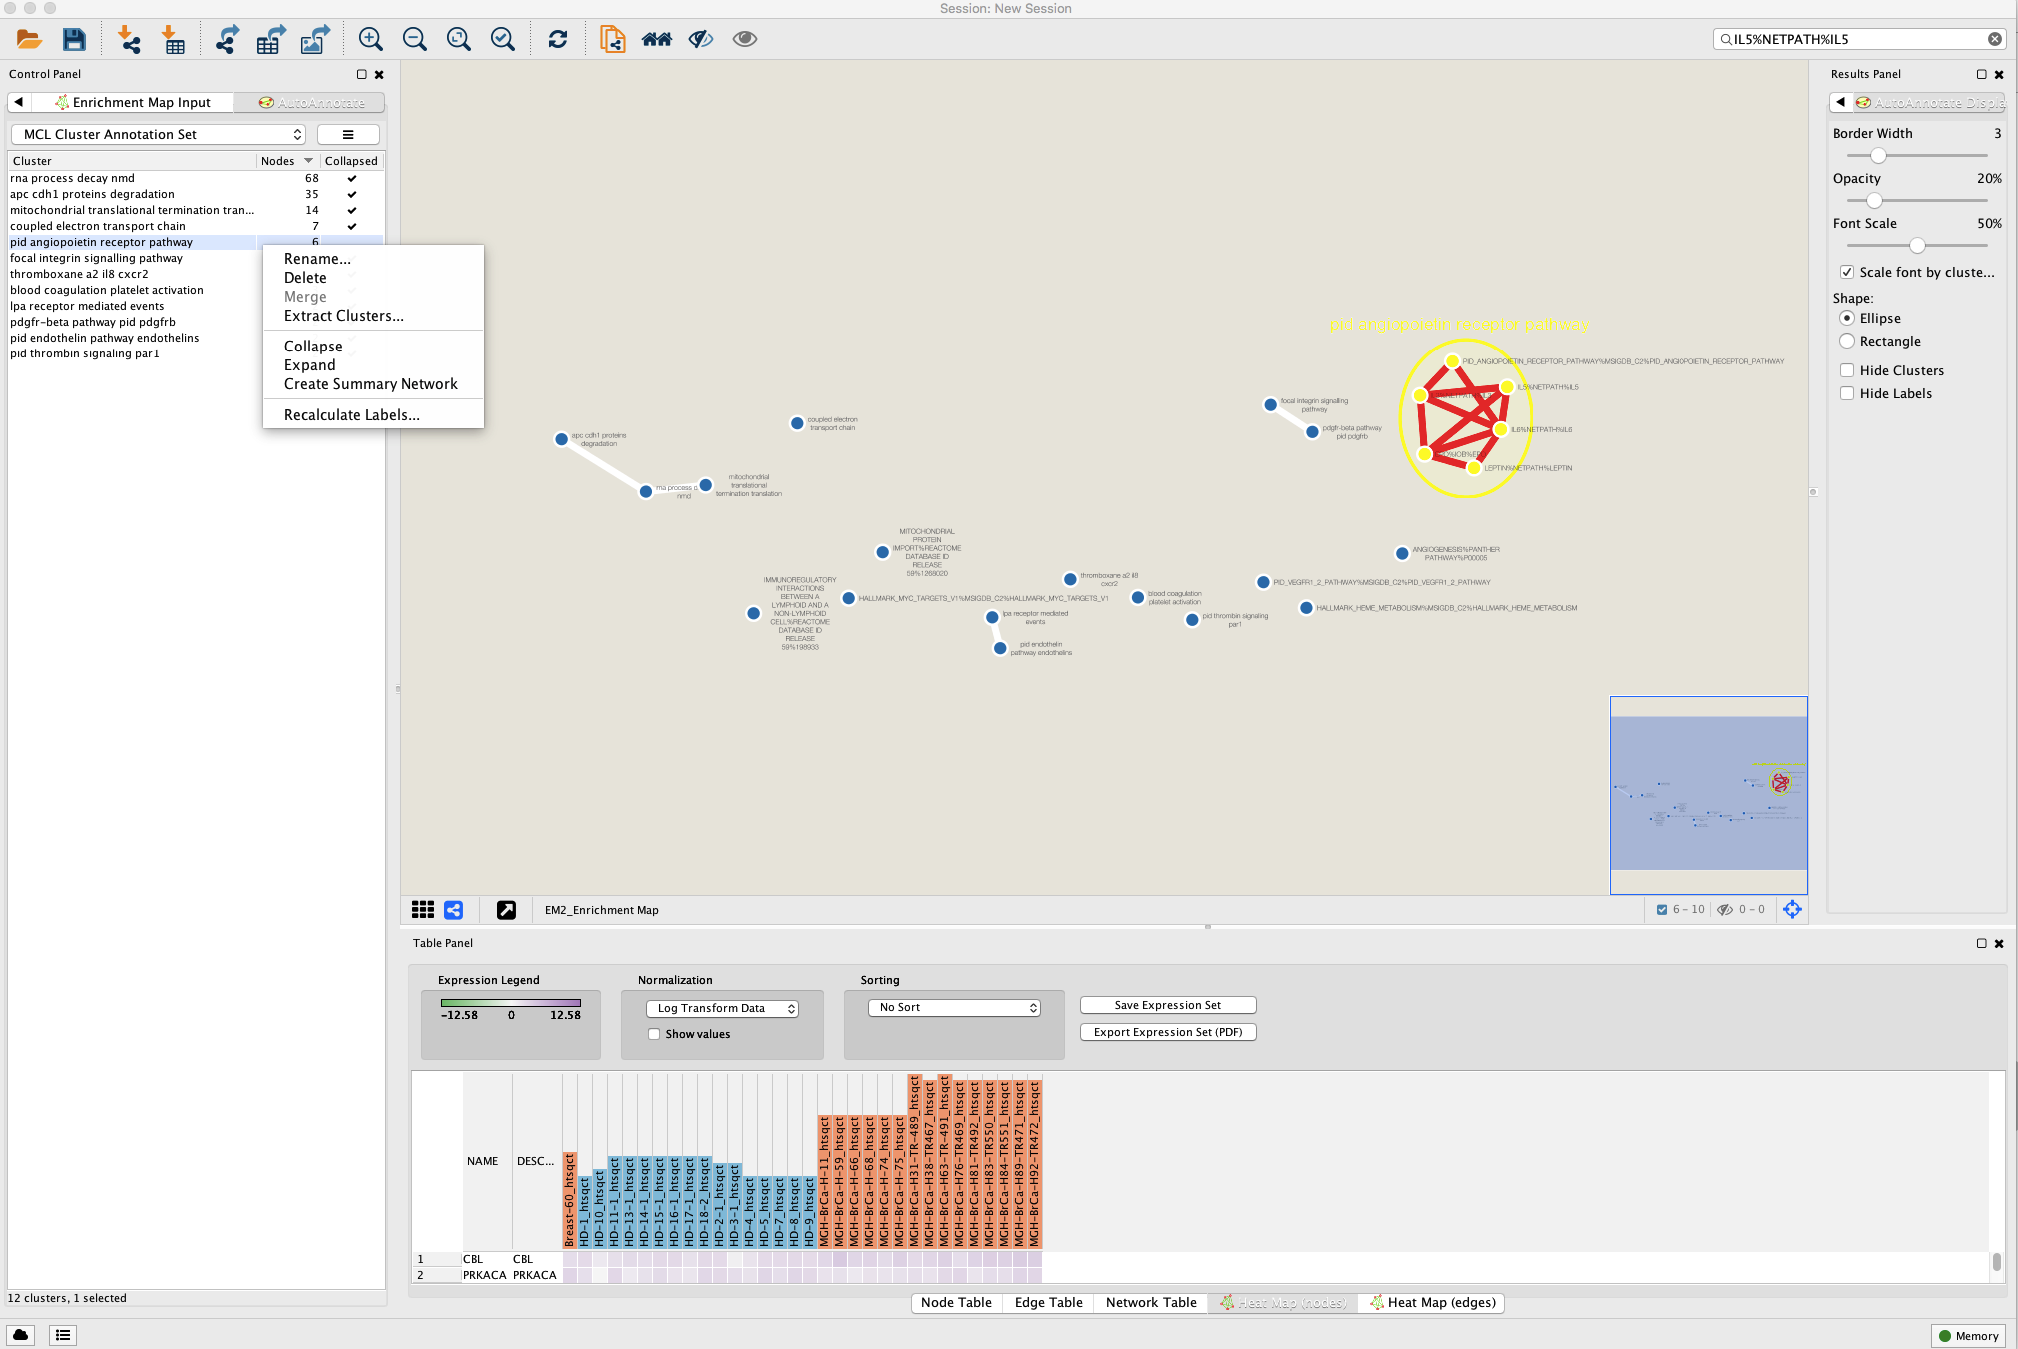 Session: New Session
IL5%NETPATH%IL5
Control Panel
Enrichment Map Input
AutoAnnotate
MCL Cluster Annotation Set
Cluster Nodes Collapsed
rna process decay nmd 68
apc cdh1 proteins degradation 35
mitochondrial translational termination tran... 14
coupled electron transport chain 7
pid angiopoietin receptor pathway 6
focal integrin signalling pathway
thromboxane a2 il8 cxcr2
blood coagulation platelet activation
lpa receptor mediated events
pdgfr-beta pathway pid pdgfrb
pid endothelin pathway endothelins
pid thrombin signaling par1
Rename...
Delete
Merge
Extract Clusters...
Collapse
Expand
Create Summary Network
Recalculate Labels...
12 clusters, 1 selected
pid angiopoietin receptor pathway
PID_ANGIOPOIETIN_RECEPTOR_PATHWAY%MSIGDB_C2%PID_ANGIOPOIETIN_RECEPTOR_PATHWAY
IL5%NETPATH%IL5
IL6%NETPATH%IL6
LEPTIN%NETPATH%LEPTIN
focal integrin signalling
pathway
pdgfr-beta pathway
pid pdgfrb
coupled electron
transport chain
apc cdh1 proteins
degradation
rna process d
nmd
mitochondrial
translational
termination translation
MITOCHONDRIAL
PROTEIN
IMPORT%REACTOME
DATABASE ID
RELEASE
59%1268020
IMMUNOREGULATORY
INTERACTIONS
BETWEEN A
LYMPHOID AND A
NON-LYMPHOID
CELL%REACTOME
DATABASE ID
RELEASE
59%198933
HALLMARK_MYC_TARGETS_V1%MSIGDB_C2%HALLMARK_MYC_TARGETS_V1
thromboxane a2 il8
cxcr2
blood coagulation
platelet activation
lpa receptor mediated
events
pid endothelin
pathway endothelins
pid thrombin signaling
par1
ANGIOGENESIS%PANTHER
PATHWAY%P00005
PID_VEGFR1_2_PATHWAY%MSIGDB_C2%PID_VEGFR1_2_PATHWAY
HALLMARK_HEME_METABOLISM%MSIGDB_C2%HALLMARK_HEME_METABOLISM
EM2_Enrichment Map
6 - 10
0 - 0
Results Panel
AutoAnnotate Displa
Border Width 3
Opacity 20%
Font Scale 50%
Scale font by cluste...
Shape:
Ellipse
Rectangle
Hide Clusters
Hide Labels
Table Panel
Expression Legend
-12.58 0 12.58
Normalization
Log Transform Data
Show values
Sorting
No Sort
Save Expression Set
Export Expression Set (PDF)
NAME
DESC...
Breast-60_htsqct
HD-1_htsqct
HD-10_htsqct
HD-11-1_htsqct
HD-13-1_htsqct
HD-14-1_htsqct
HD-15-1_htsqct
HD-16-1_htsqct
HD-17-1_htsqct
HD-18-2_htsqct
HD-2-1_htsqct
HD-3-1_htsqct
HD-4_htsqct
HD-5_htsqct
HD-7_htsqct
HD-8_htsqct
HD-9_htsqct
MGH-BrCa-H-11_htsqct
MGH-BrCa-H-59_htsqct
MGH-BrCa-H-66_htsqct
MGH-BrCa-H-68_htsqct
MGH-BrCa-H-74_htsqct
MGH-BrCa-H-75_htsqct
MGH-BrCa-H31-TR-489_htsqct
MGH-BrCa-H38-TR467_htsqct
MGH-BrCa-H63-TR-491_htsqct
MGH-BrCa-H76-TR469_htsqct
MGH-BrCa-H81-TR492_htsqct
MGH-BrCa-H83-TR550_htsqct
MGH-BrCa-H84-TR551_htsqct
MGH-BrCa-H89-TR471_htsqct
MGH-BrCa-H92-TR472_htsqct
1 CBL CBL
2 PRKACA PRKACA
Node Table
Edge Table
Network Table
Heat Map (nodes)
Heat Map (edges)
Memory